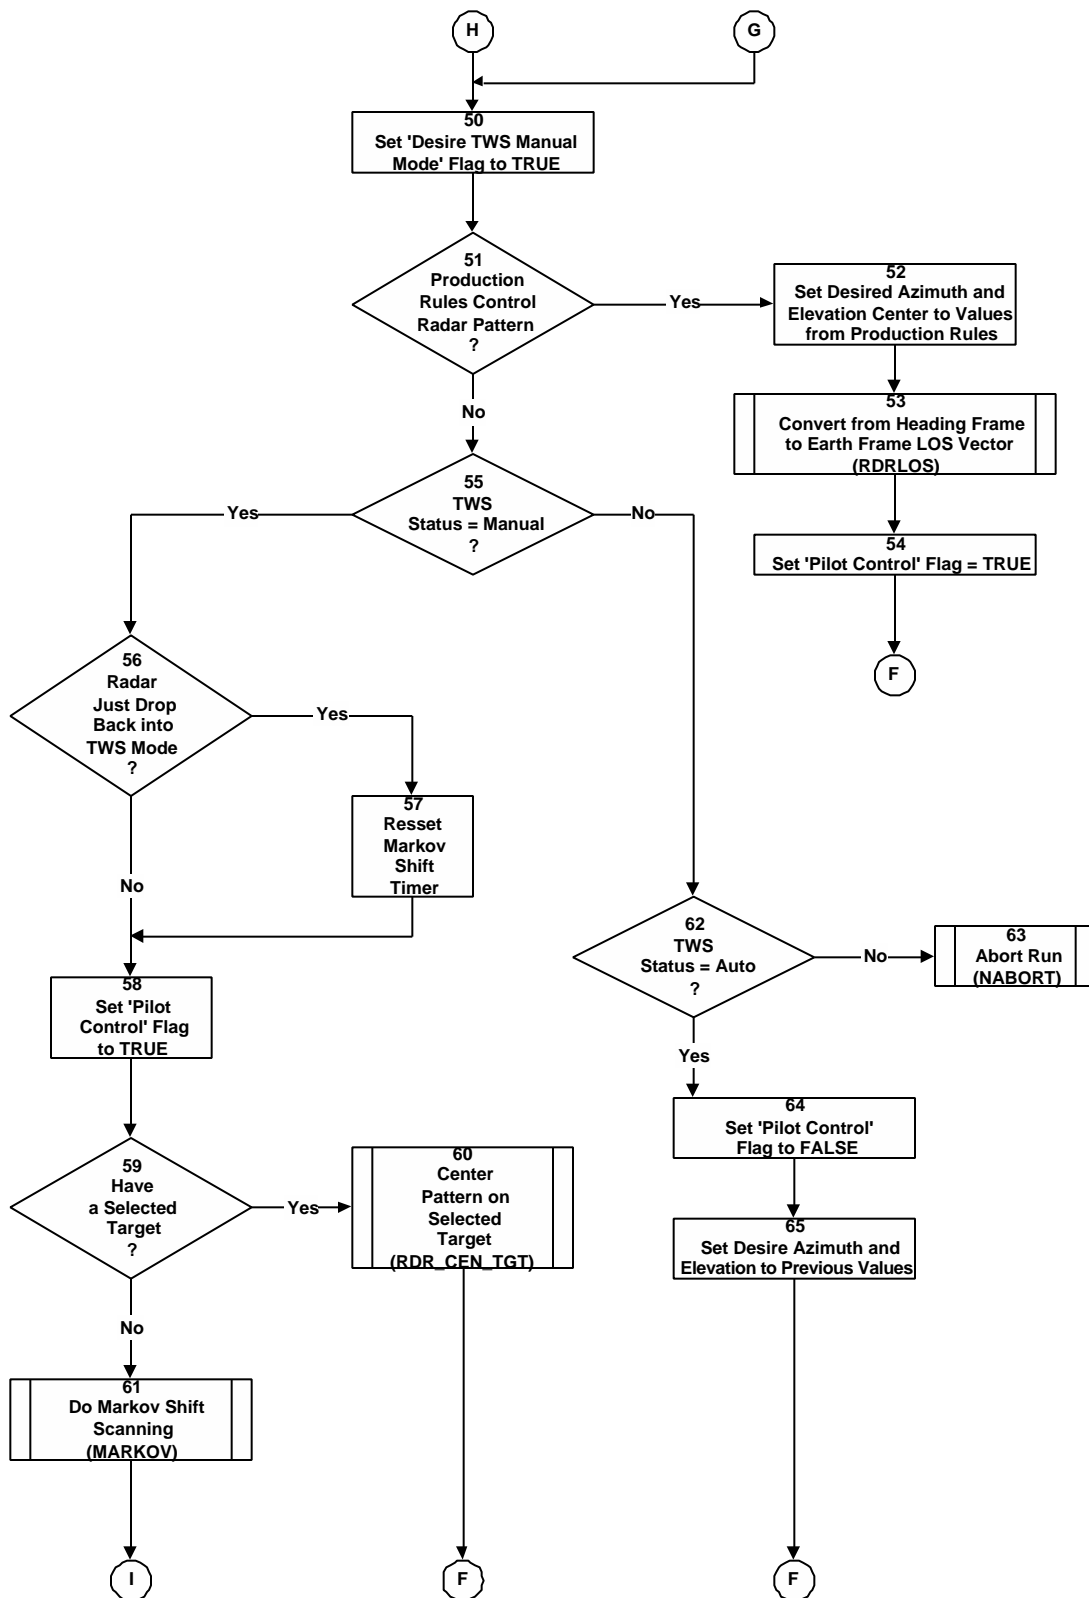 H
G
50
Set 'Desire TWS Manual
Mode' Flag to TRUE
51
Production
Rules Control
Radar Pattern
?
Yes
52
Set Desired Azimuth and
Elevation Center to Values
from Production Rules
53
Convert from Heading Frame
to Earth Frame LOS Vector
(RDRLOS)
54
Set 'Pilot Control' Flag = TRUE
F
No
55
TWS
Status = Manual
?
Yes
No
56
Radar
Just Drop
Back into
TWS Mode
?
Yes
57
Resset
Markov
Shift
Timer
No
58
Set 'Pilot
Control' Flag
to TRUE
59
Have
a Selected
Target
?
Yes
60
Center
Pattern on
Selected
Target
(RDR_CEN_TGT)
F
No
61
Do Markov Shift
Scanning
(MARKOV)
I
62
TWS
Status = Auto
?
No
63
Abort Run
(NABORT)
Yes
64
Set 'Pilot Control'
Flag to FALSE
65
Set Desire Azimuth and
Elevation to Previous Values
F